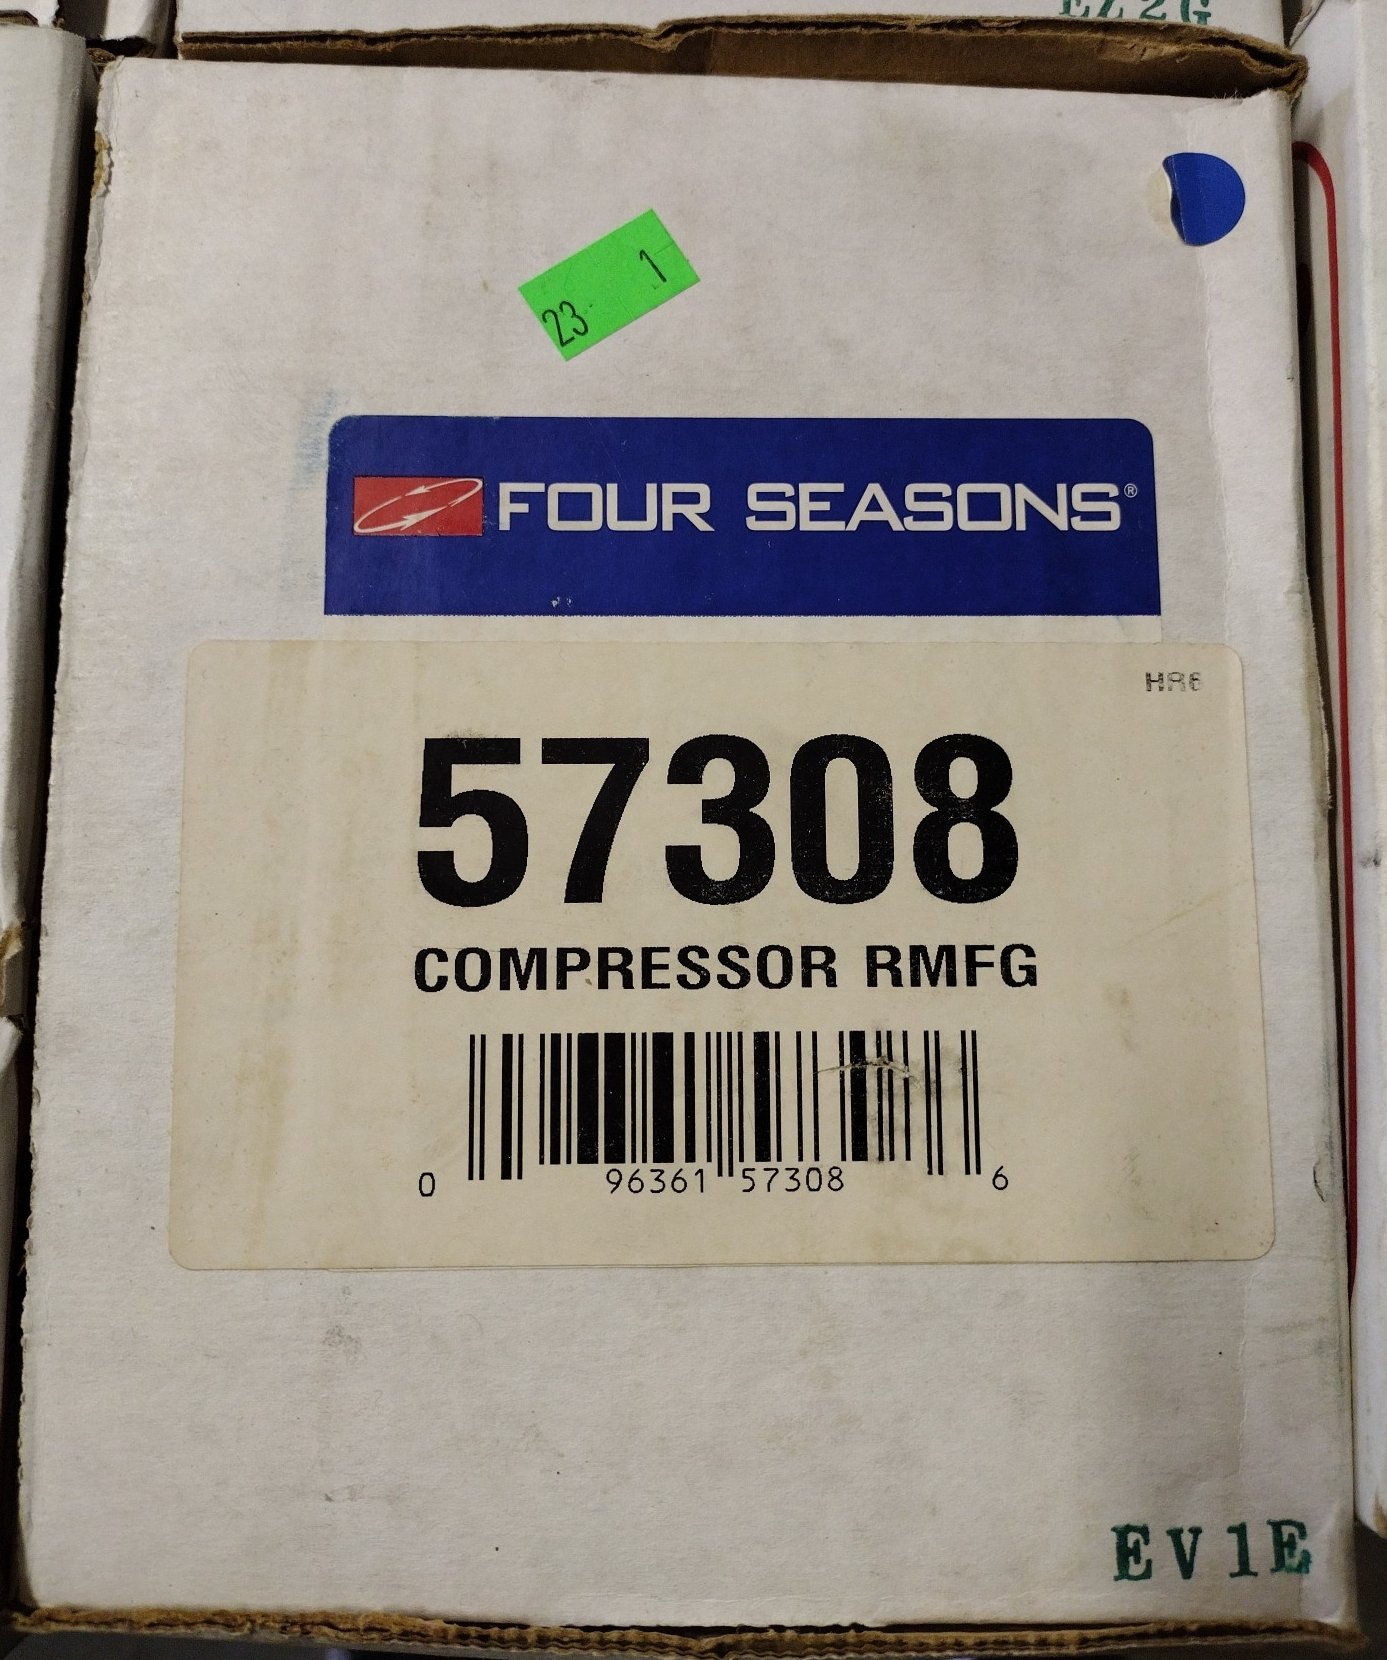 23 1
FOUR SEASONS®
HR6
57308
COMPRESSOR RMFG
0 96361 57308 6
EV1E